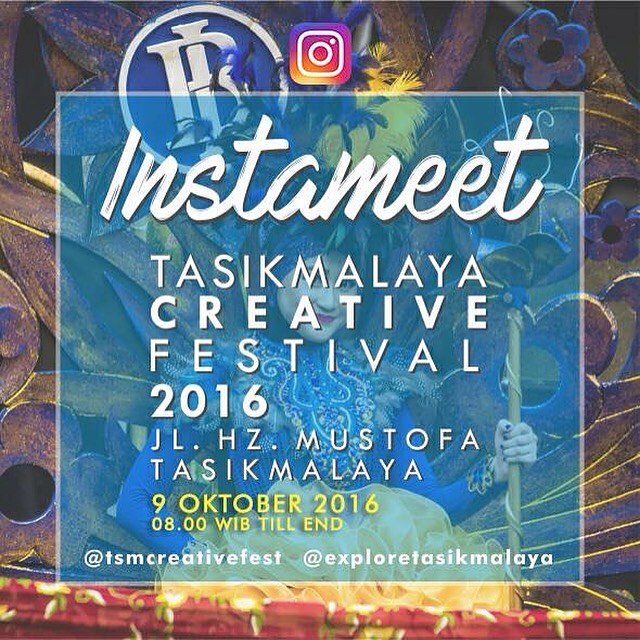 Instameet
TASIKMALAYA
CREATIVE
FESTIVAL
2016
JL. HZ. MUSTOFA
TASIKMALAYA
9 OKTOBER 2016
08.00 WIB TILL END
@tsmcreativefest @exploretasikmalaya